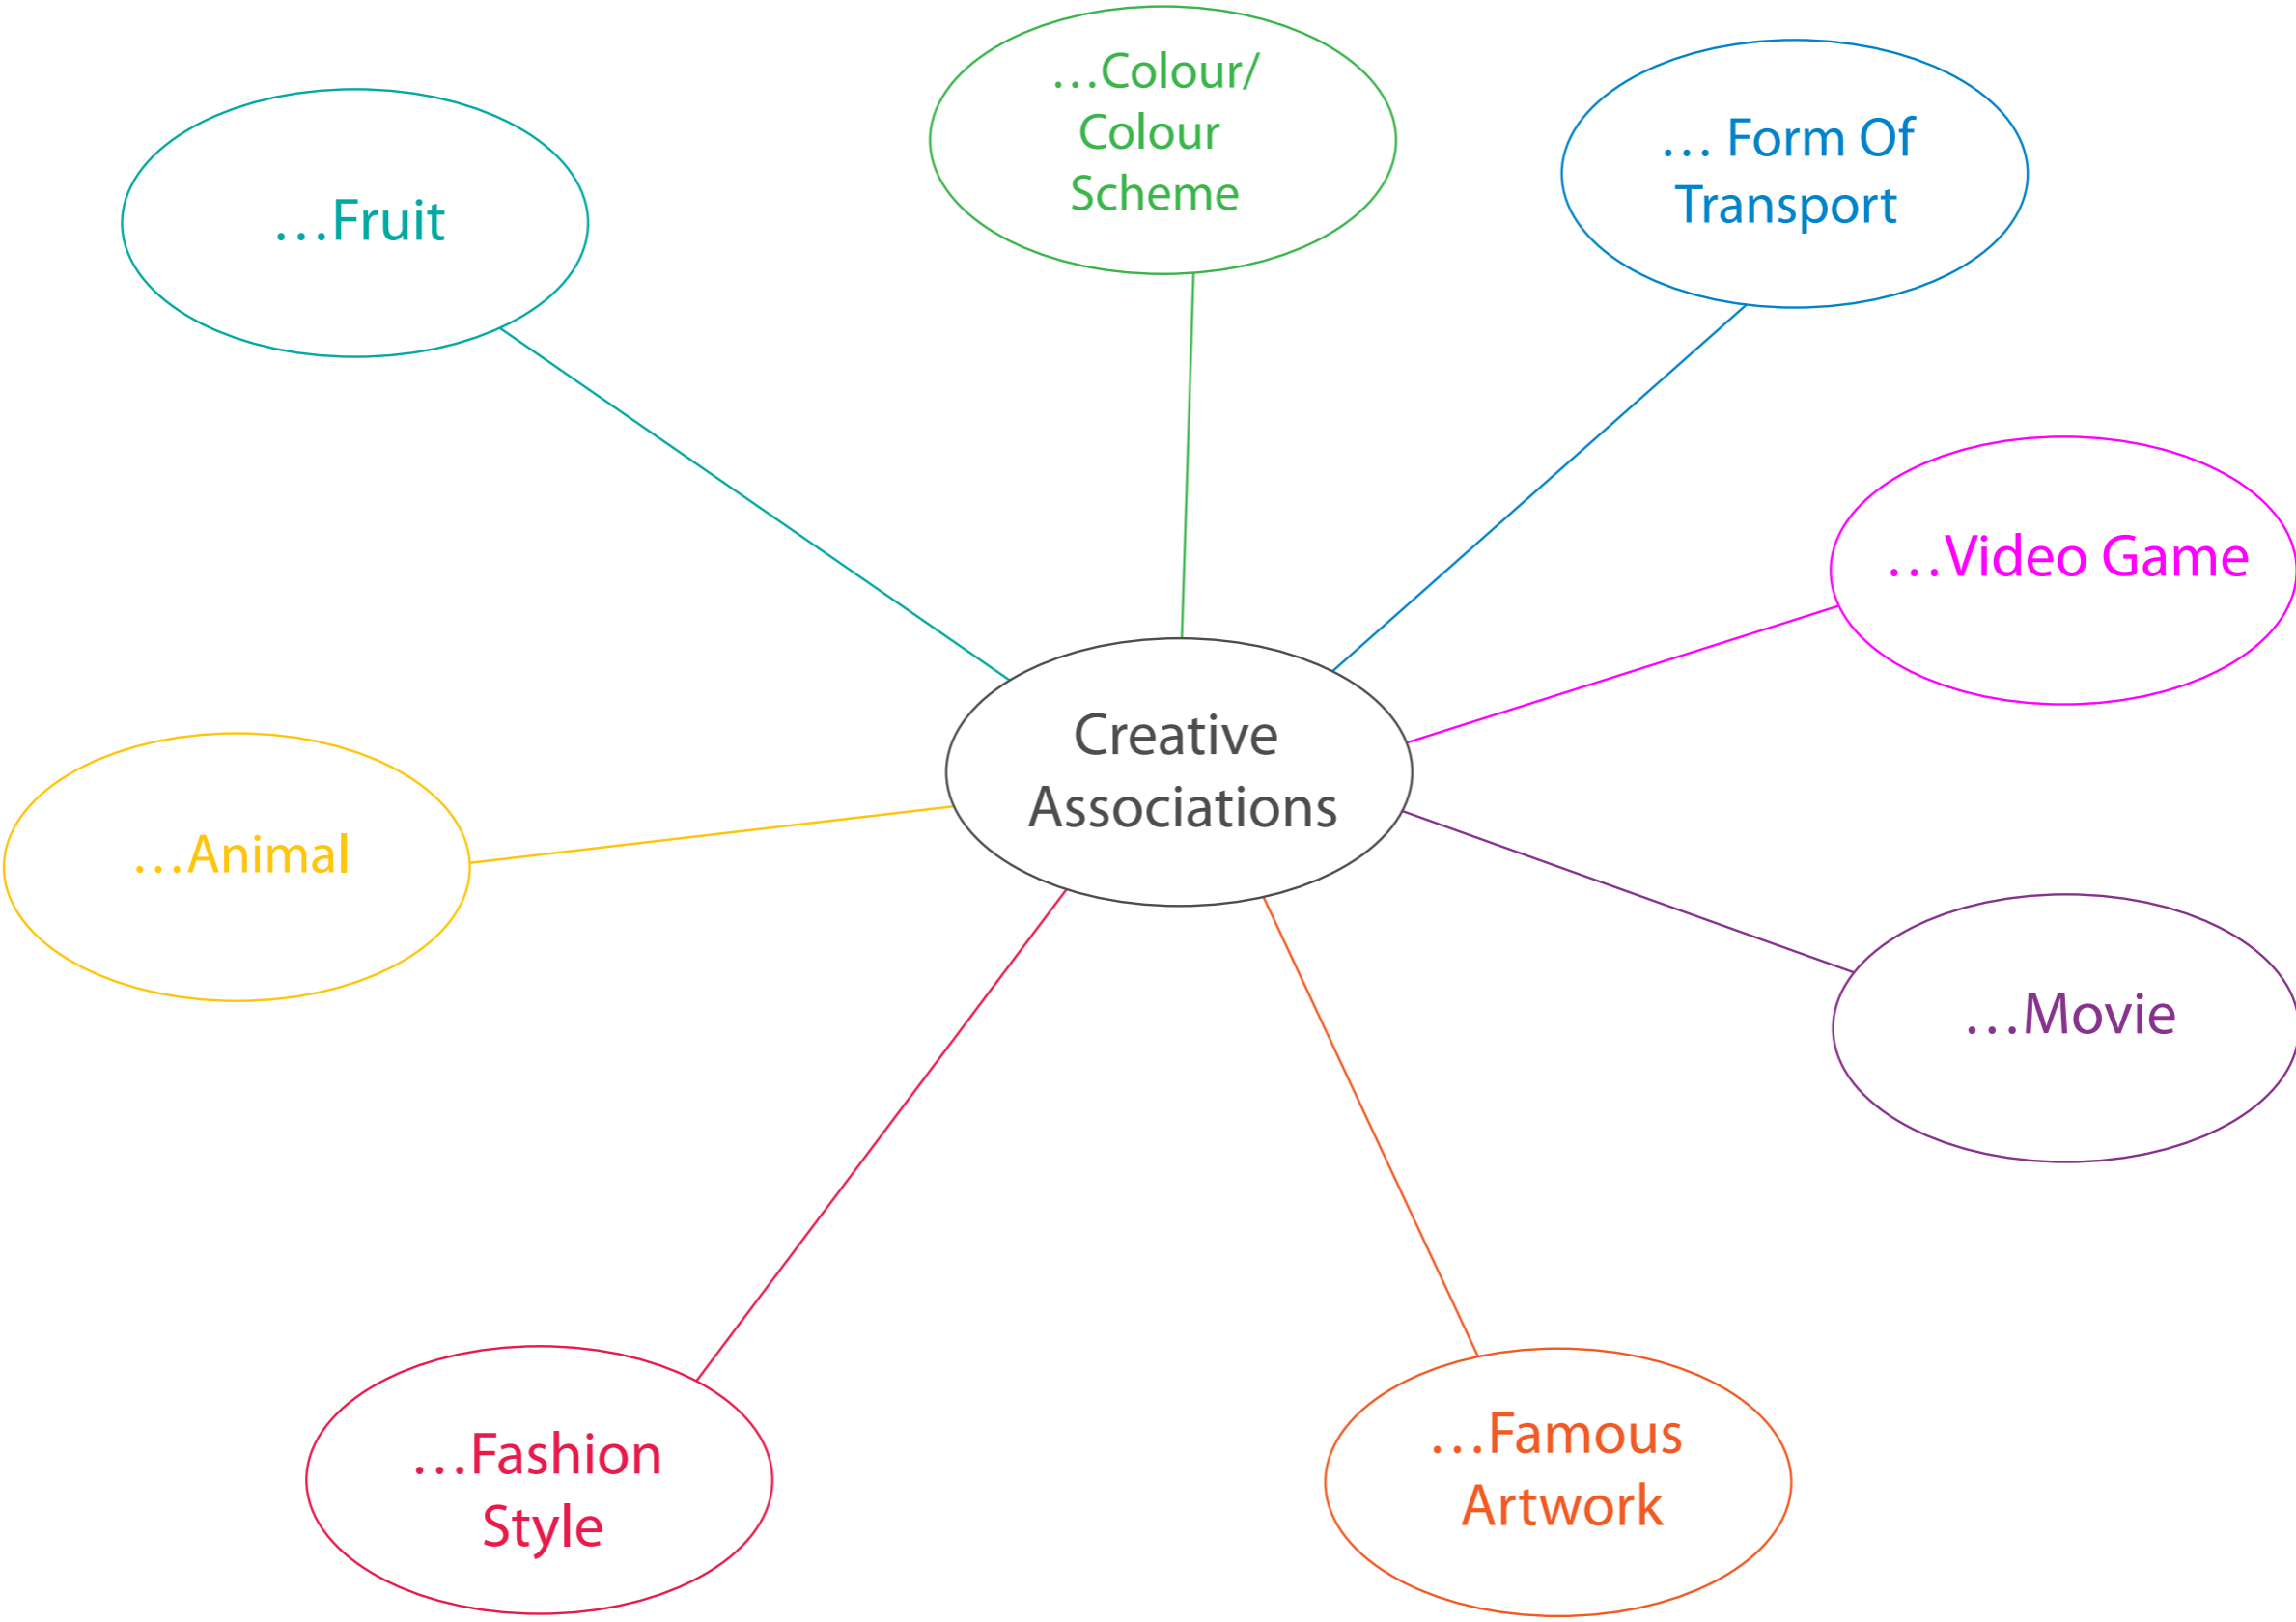 ...Colour/
Colour
Scheme
... Form Of
Transport
...Fruit
...Video Game
Creative
Associations
...Animal
...Movie
...Fashion
Style
...Famous
Artwork